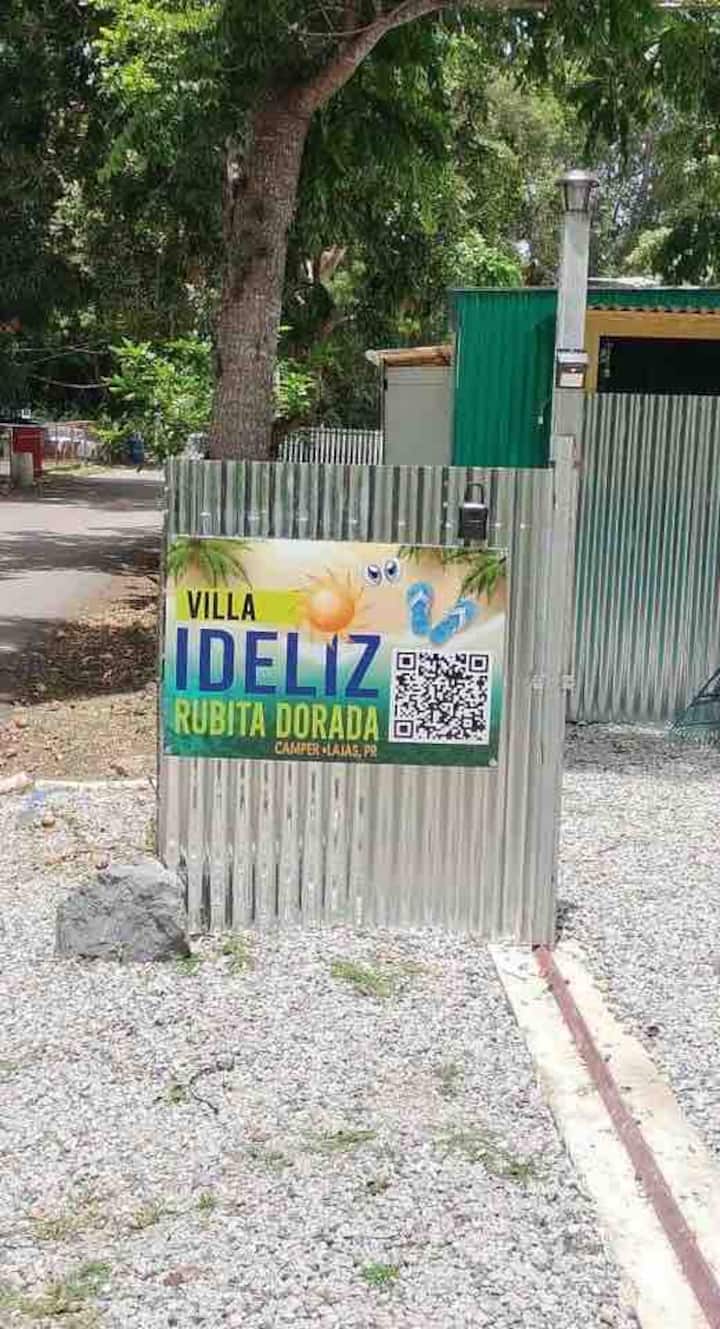 VILLA
IDELIZ
RUBITA DORADA
CAMPER • LAJAS, PR